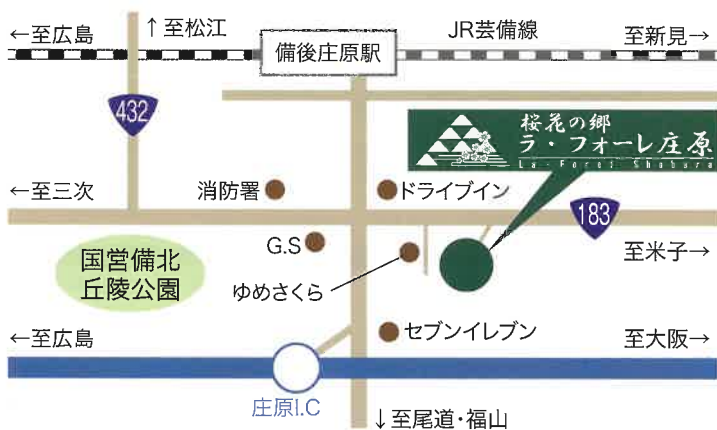 ←至広島
↑至松江
備後庄原駅
JR芸備線
至新見→
432
桜花の郷
ラ・フォーレ庄原
La-Foret Shobara
←至三次
消防署
ドライブイン
183
国営備北
丘陵公園
G.S
ゆめさくら
至米子→
←至広島
セブンイレブン
至大阪→
庄原I.C
↓至尾道・福山